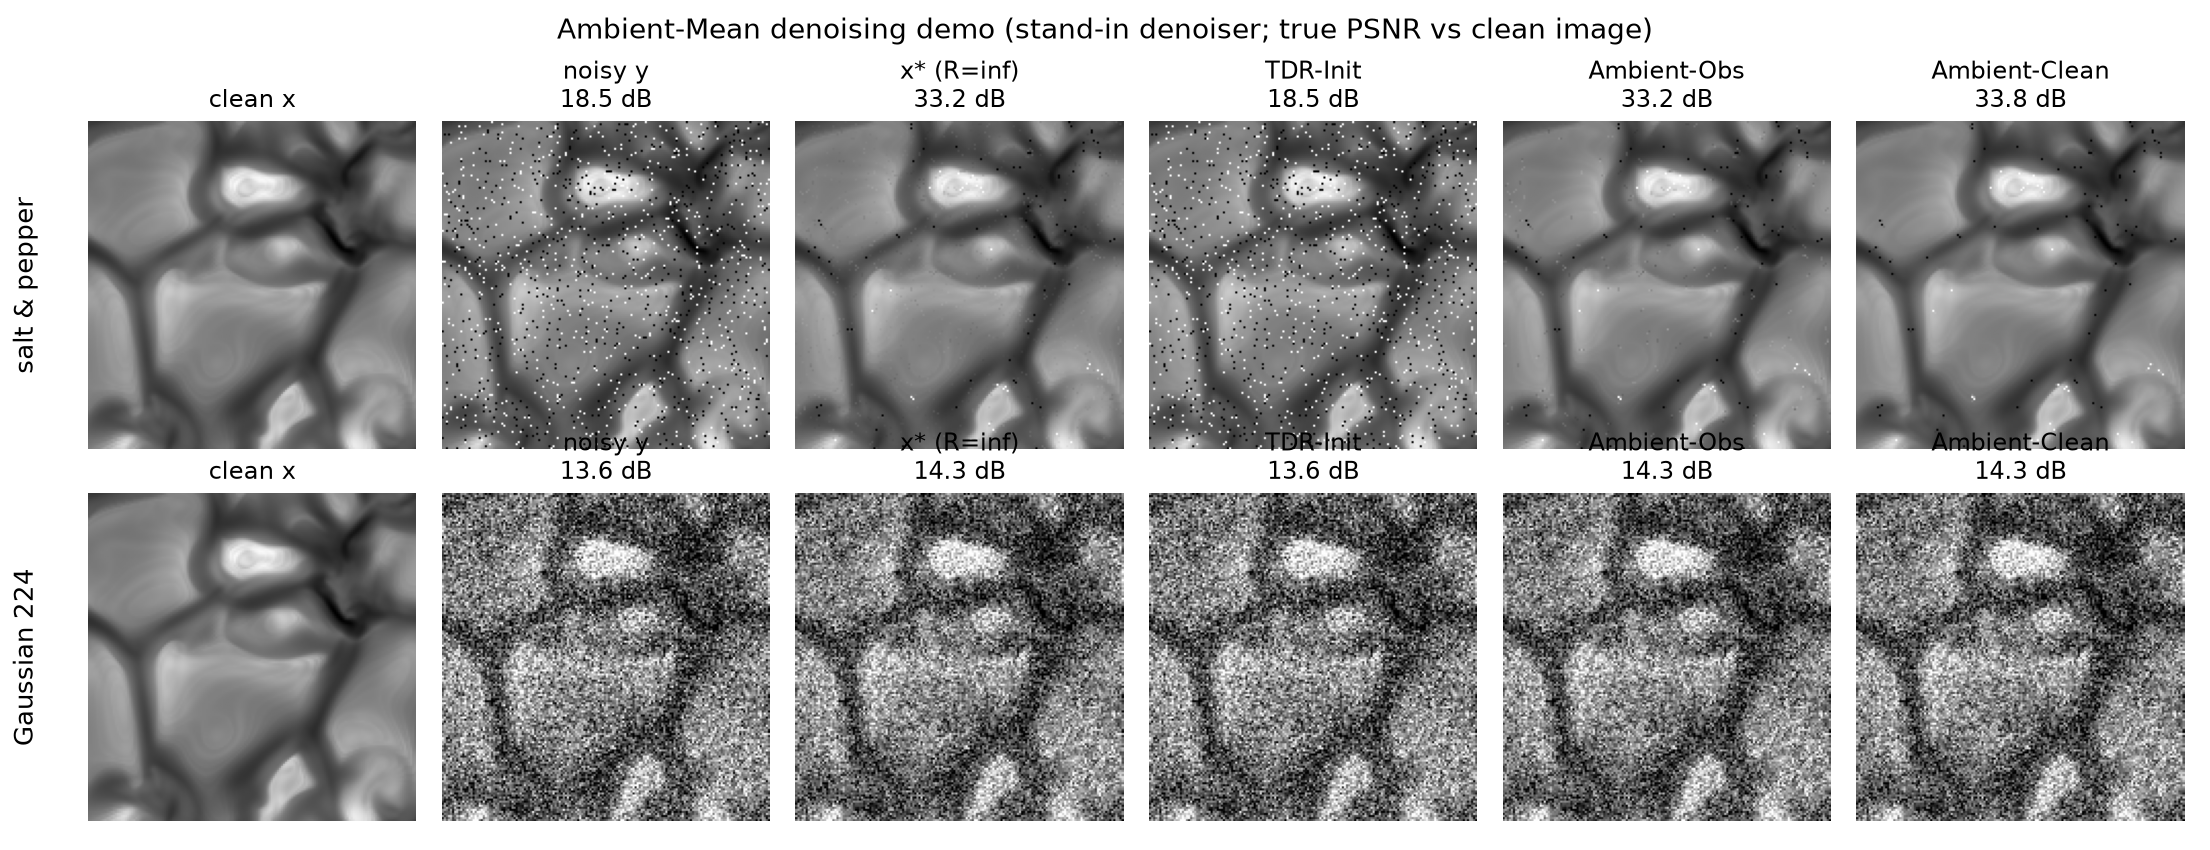 Ambient-Mean denoising demo (stand-in denoiser; true PSNR vs clean image)
clean x
noisy y
18.5 dB
x* (R=inf)
33.2 dB
TDR-Init
18.5 dB
Ambient-Obs
33.2 dB
Ambient-Clean
33.8 dB
salt & pepper
clean x
noisy y
13.6 dB
x* (R=inf)
14.3 dB
TDR-Init
13.6 dB
Ambient-Obs
14.3 dB
Ambient-Clean
14.3 dB
Gaussian 224